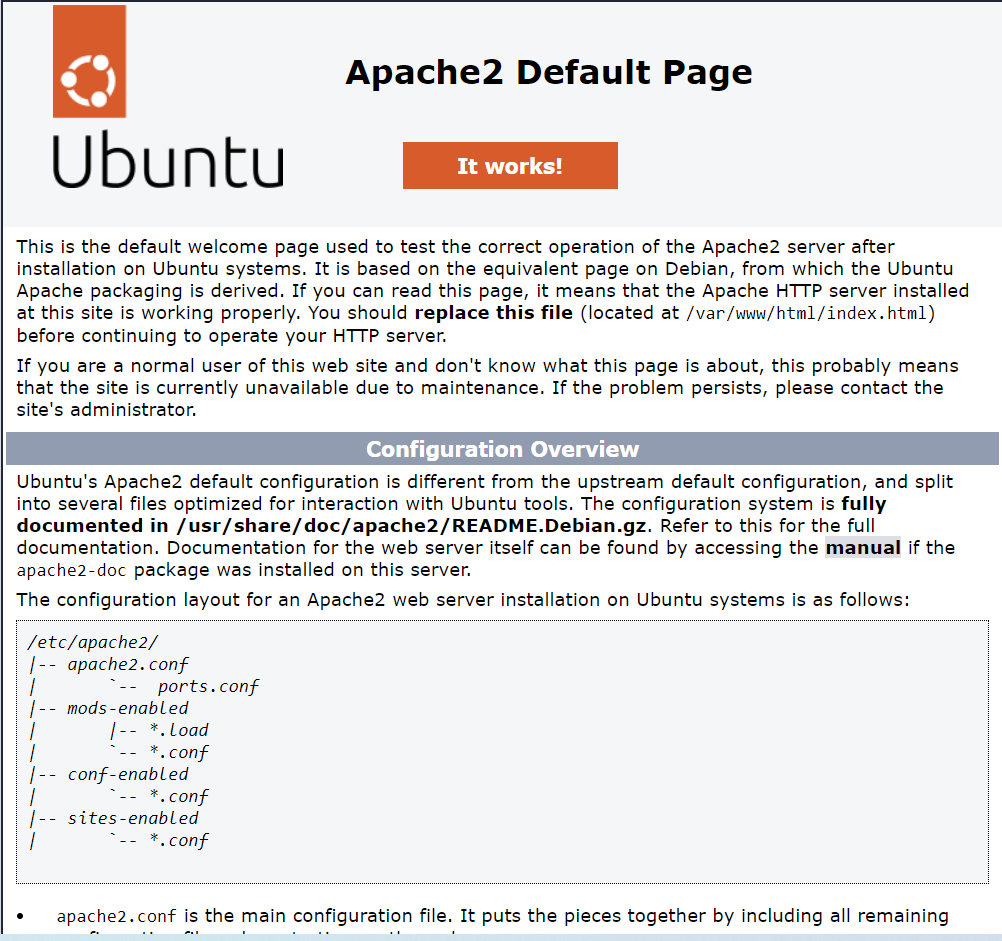 Apache2 Default Page
Ubuntu
It works!
This is the default welcome page used to test the correct operation of the Apache2 server after
installation on Ubuntu systems. It is based on the equivalent page on Debian, from which the Ubuntu
Apache packaging is derived. If you can read this page, it means that the Apache HTTP server installed
at this site is working properly. You should replace this file (located at /var/www/html/index.html)
before continuing to operate your HTTP server.
If you are a normal user of this web site and don't know what this page is about, this probably means
that the site is currently unavailable due to maintenance. If the problem persists, please contact the
site's administrator.
Configuration Overview
Ubuntu's Apache2 default configuration is different from the upstream default configuration, and split
into several files optimized for interaction with Ubuntu tools. The configuration system is fully
documented in /usr/share/doc/apache2/README.Debian.gz. Refer to this for the full
documentation. Documentation for the web server itself can be found by accessing the manual if the
apache2-doc package was installed on this server.
The configuration layout for an Apache2 web server installation on Ubuntu systems is as follows:
/etc/apache2/
|-- apache2.conf
|       `--  ports.conf
|-- mods-enabled
|       |-- *.load
|       `-- *.conf
|-- conf-enabled
|       `-- *.conf
|-- sites-enabled
|       `-- *.conf
• apache2.conf is the main configuration file. It puts the pieces together by including all remaining